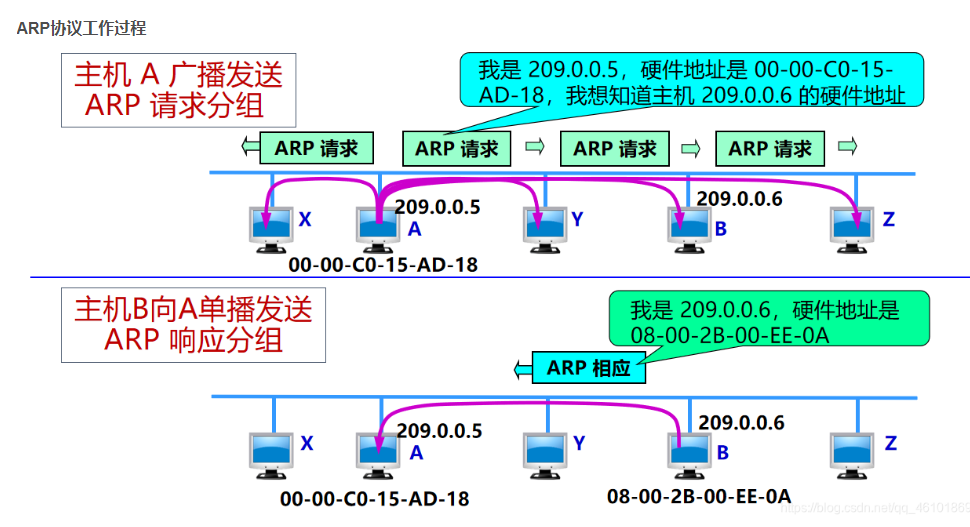 ARP协议工作过程
主机 A 广播发送
ARP 请求分组
我是 209.0.0.5，硬件地址是 00-00-C0-15-
AD-18，我想知道主机 209.0.0.6 的硬件地址
ARP 请求
ARP 请求
ARP 请求
ARP 请求
X
209.0.0.5
A
Y
209.0.0.6
B
Z
00-00-C0-15-AD-18
主机B向A单播发送
ARP 响应分组
我是 209.0.0.6，硬件地址是
08-00-2B-00-EE-0A
ARP 相应
X
209.0.0.5
A
Y
209.0.0.6
B
Z
00-00-C0-15-AD-18
08-00-2B-00-EE-0A
https://blog.csdn.net/qq_46101869